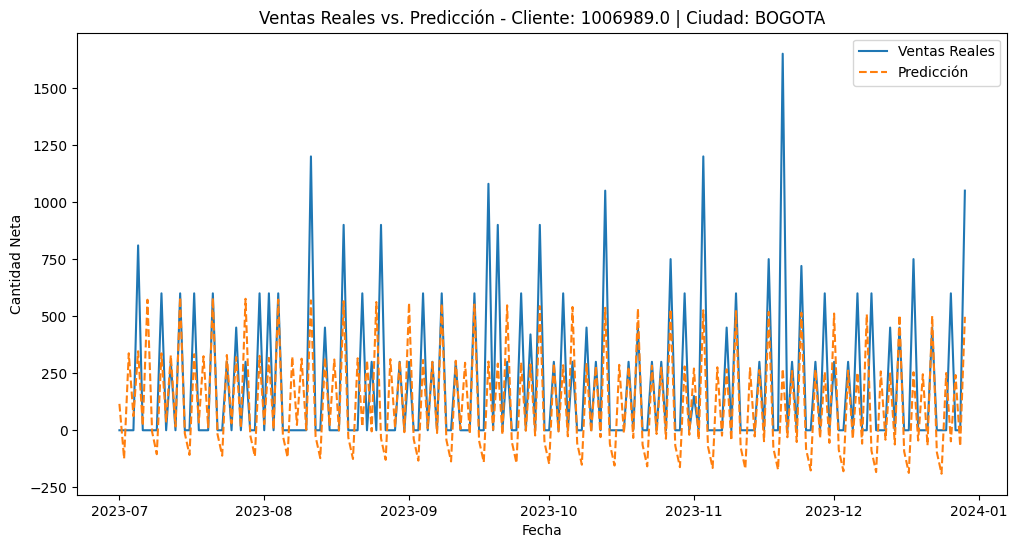 Ventas Reales vs. Predicción - Cliente: 1006989.0 | Ciudad: BOGOTA
Ventas Reales
Predicción
Cantidad Neta
1500
1250
1000
750
500
250
0
−250
2023-07 2023-08 2023-09 2023-10 2023-11 2023-12 2024-01
Fecha